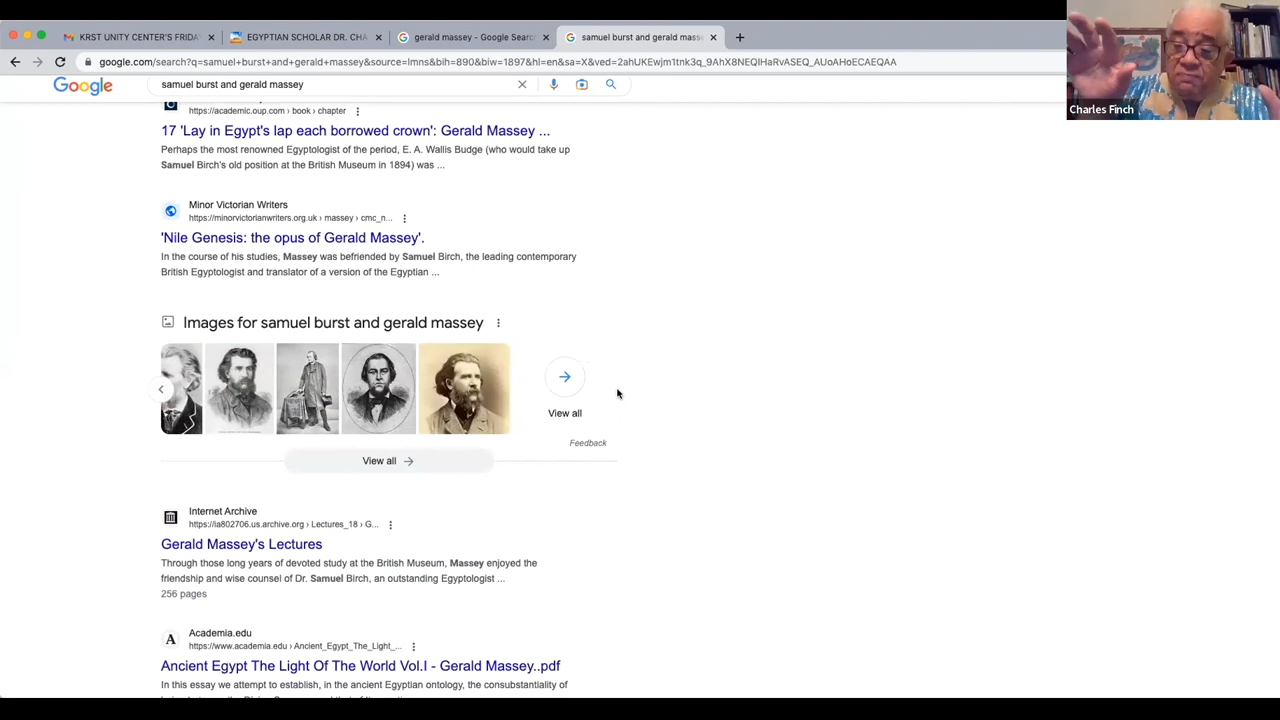 KRST UNITY CENTER'S FRIDA
EGYPTIAN SCHOLAR DR. CHA
gerald massey - Google Search
samuel burst and gerald masse
google.com/search?q=samuel+burst+and+gerald+massey&source=lmns&bih=890&biw=1897&hl=en&sa=X&ved=2ahUKEwjm1tnk3q_9AhX8NEQIHaRvASEQ_AUoAHoECAEQAA
Charles Finch
Google
samuel burst and gerald massey
https://academic.oup.com › book › chapter
17 'Lay in Egypt's lap each borrowed crown': Gerald Massey ...
Perhaps the most renowned Egyptologist of the period, E. A. Wallis Budge (who would take up
Samuel Birch's old position at the British Museum in 1894) was ...
Minor Victorian Writers
https://minorvictorianwriters.org.uk › massey › cmc_n...
'Nile Genesis: the opus of Gerald Massey'.
In the course of his studies, Massey was befriended by Samuel Birch, the leading contemporary
British Egyptologist and translator of a version of the Egyptian ...
Images for samuel burst and gerald massey
View all
Feedback
View all
Internet Archive
https://ia802706.us.archive.org › Lectures_18 › G...
Gerald Massey's Lectures
Through those long years of devoted study at the British Museum, Massey enjoyed the
friendship and wise counsel of Dr. Samuel Birch, an outstanding Egyptologist ...
256 pages
Academia.edu
https://www.academia.edu › Ancient_Egypt_The_Light_...
Ancient Egypt The Light Of The World Vol.I - Gerald Massey..pdf
In this essay we attempt to establish, in the ancient Egyptian ontology, the consubstantiality of